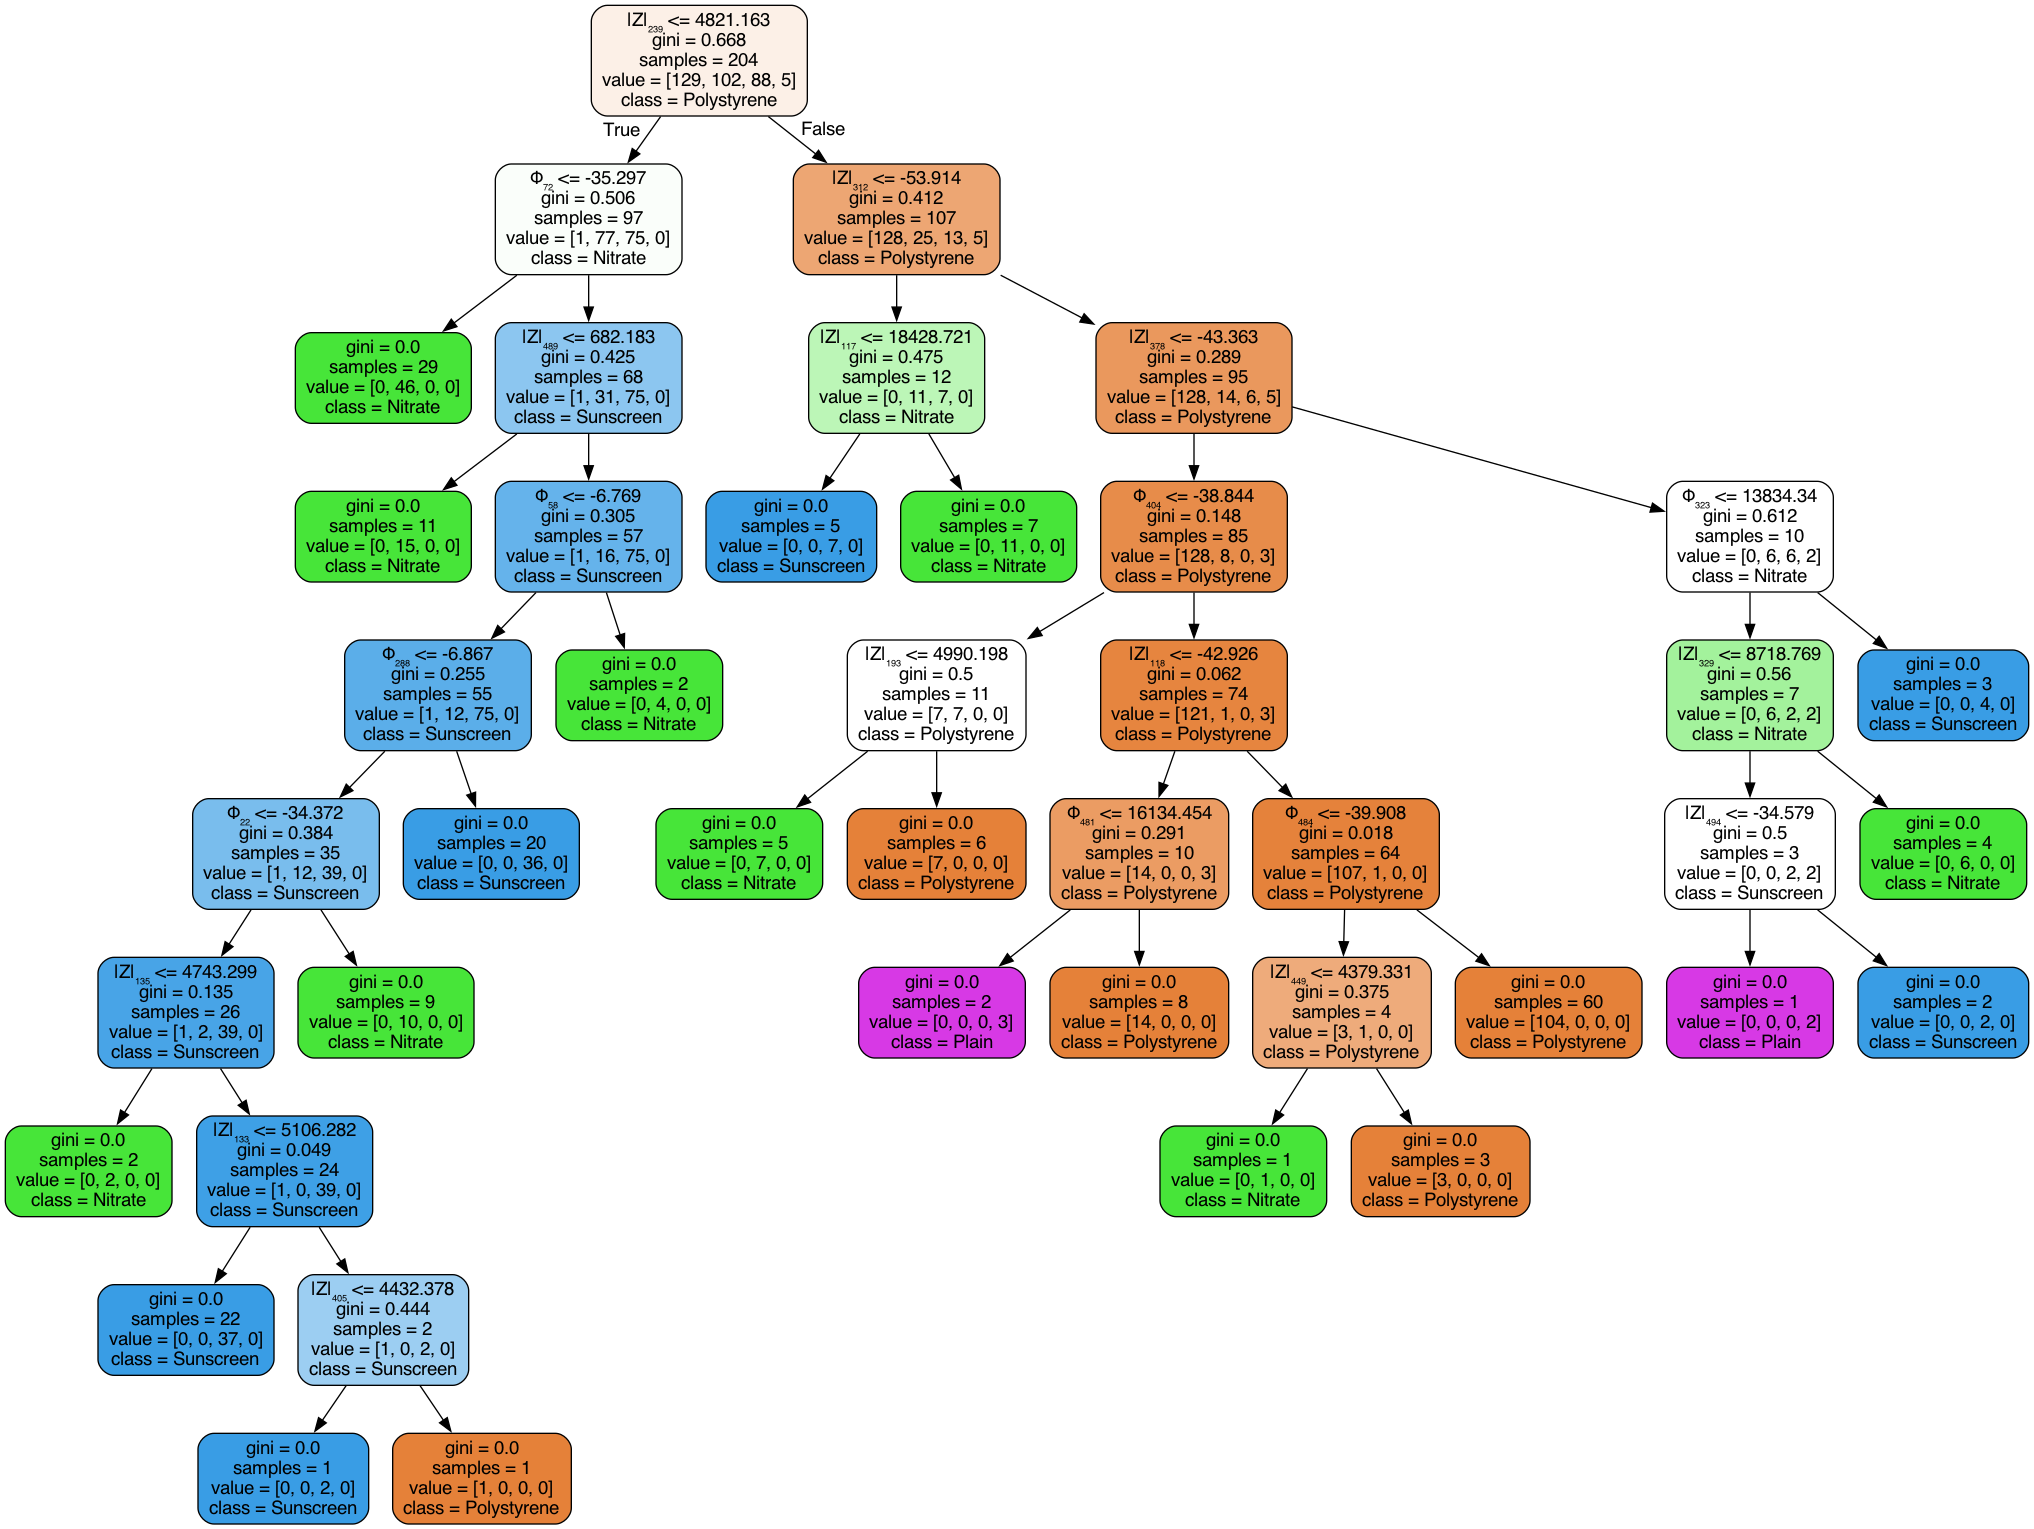 |Z|₂₃₉ <= 4821.163
gini = 0.668
samples = 204
value = [129, 102, 88, 5]
class = Polystyrene
True
False
Φ₇₂ <= -35.297
gini = 0.506
samples = 97
value = [1, 77, 75, 0]
class = Nitrate
|Z|₃₁₂ <= -53.914
gini = 0.412
samples = 107
value = [128, 25, 13, 5]
class = Polystyrene
gini = 0.0
samples = 29
value = [0, 46, 0, 0]
class = Nitrate
|Z|₄₈₉ <= 682.183
gini = 0.425
samples = 68
value = [1, 31, 75, 0]
class = Sunscreen
|Z|₁₁₇ <= 18428.721
gini = 0.475
samples = 12
value = [0, 11, 7, 0]
class = Nitrate
|Z|₃₇₈ <= -43.363
gini = 0.289
samples = 95
value = [128, 14, 6, 5]
class = Polystyrene
gini = 0.0
samples = 11
value = [0, 15, 0, 0]
class = Nitrate
Φ₅₈ <= -6.769
gini = 0.305
samples = 57
value = [1, 16, 75, 0]
class = Sunscreen
gini = 0.0
samples = 5
value = [0, 0, 7, 0]
class = Sunscreen
gini = 0.0
samples = 7
value = [0, 11, 0, 0]
class = Nitrate
Φ₄₀₄ <= -38.844
gini = 0.148
samples = 85
value = [128, 8, 0, 3]
class = Polystyrene
Φ₃₂₃ <= 13834.34
gini = 0.612
samples = 10
value = [0, 6, 6, 2]
class = Nitrate
Φ₂₈₈ <= -6.867
gini = 0.255
samples = 55
value = [1, 12, 75, 0]
class = Sunscreen
gini = 0.0
samples = 2
value = [0, 4, 0, 0]
class = Nitrate
|Z|₁₉₃ <= 4990.198
gini = 0.5
samples = 11
value = [7, 7, 0, 0]
class = Polystyrene
|Z|₁₁₈ <= -42.926
gini = 0.062
samples = 74
value = [121, 1, 0, 3]
class = Polystyrene
|Z|₃₂₉ <= 8718.769
gini = 0.56
samples = 7
value = [0, 6, 2, 2]
class = Nitrate
gini = 0.0
samples = 3
value = [0, 0, 4, 0]
class = Sunscreen
Φ₂₂ <= -34.372
gini = 0.384
samples = 35
value = [1, 12, 39, 0]
class = Sunscreen
gini = 0.0
samples = 20
value = [0, 0, 36, 0]
class = Sunscreen
gini = 0.0
samples = 5
value = [0, 7, 0, 0]
class = Nitrate
gini = 0.0
samples = 6
value = [7, 0, 0, 0]
class = Polystyrene
Φ₄₈₁ <= 16134.454
gini = 0.291
samples = 10
value = [14, 0, 0, 3]
class = Polystyrene
Φ₄₈₄ <= -39.908
gini = 0.018
samples = 64
value = [107, 1, 0, 0]
class = Polystyrene
|Z|₄₉₄ <= -34.579
gini = 0.5
samples = 3
value = [0, 0, 2, 2]
class = Sunscreen
gini = 0.0
samples = 4
value = [0, 6, 0, 0]
class = Nitrate
|Z|₁₃₅ <= 4743.299
gini = 0.135
samples = 26
value = [1, 2, 39, 0]
class = Sunscreen
gini = 0.0
samples = 9
value = [0, 10, 0, 0]
class = Nitrate
gini = 0.0
samples = 2
value = [0, 0, 0, 3]
class = Plain
gini = 0.0
samples = 8
value = [14, 0, 0, 0]
class = Polystyrene
|Z|₄₄₉ <= 4379.331
gini = 0.375
samples = 4
value = [3, 1, 0, 0]
class = Polystyrene
gini = 0.0
samples = 60
value = [104, 0, 0, 0]
class = Polystyrene
gini = 0.0
samples = 1
value = [0, 0, 0, 2]
class = Plain
gini = 0.0
samples = 2
value = [0, 0, 2, 0]
class = Sunscreen
gini = 0.0
samples = 2
value = [0, 2, 0, 0]
class = Nitrate
|Z|₁₃₃ <= 5106.282
gini = 0.049
samples = 24
value = [1, 0, 39, 0]
class = Sunscreen
gini = 0.0
samples = 1
value = [0, 1, 0, 0]
class = Nitrate
gini = 0.0
samples = 3
value = [3, 0, 0, 0]
class = Polystyrene
gini = 0.0
samples = 22
value = [0, 0, 37, 0]
class = Sunscreen
|Z|₄₀₅ <= 4432.378
gini = 0.444
samples = 2
value = [1, 0, 2, 0]
class = Sunscreen
gini = 0.0
samples = 1
value = [0, 0, 2, 0]
class = Sunscreen
gini = 0.0
samples = 1
value = [1, 0, 0, 0]
class = Polystyrene